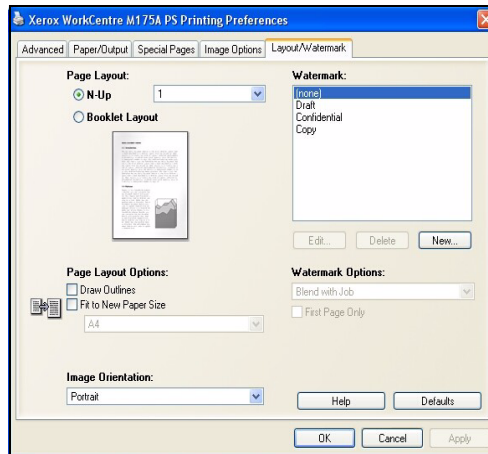 Xerox WorkCentre M175A PS Printing Preferences
Advanced Paper/Output Special Pages Image Options Layout/Watermark
Page Layout:
N-Up 1
Booklet Layout
Watermark:
(none)
Draft
Confidential
Copy
Edit... Delete New...
Page Layout Options:
Draw Outlines
Fit to New Paper Size
A4
Watermark Options:
Blend with Job
First Page Only
Image Orientation:
Portrait
Help Defaults
OK Cancel Apply